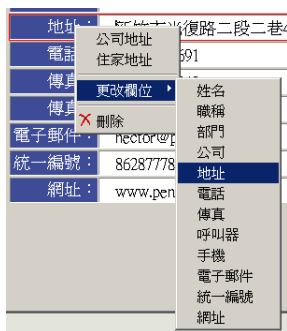 地址：
新竹市光復路二段二巷4
電話
691
傳真
傳真
電子郵件：
hector@p
統一編號：
86287778
網址：
www.pen
公司地址
住家地址
更改欄位
刪除
姓名
職稱
部門
公司
地址
電話
傳真
呼叫器
手機
電子郵件
統一編號
網址